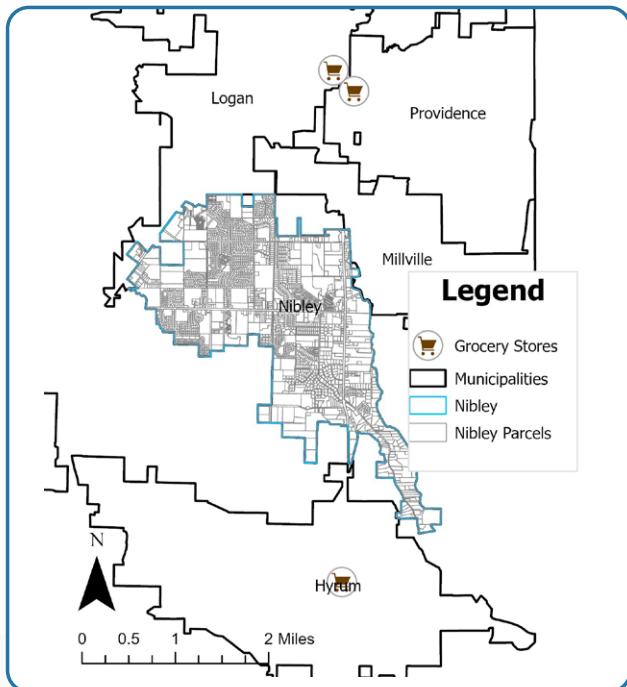 Logan
Providence
Millville
Nibley
Legend
Grocery Stores
Municipalities
Nibley
Nibley Parcels
N
Hyrum
0 0.5 1 2 Miles